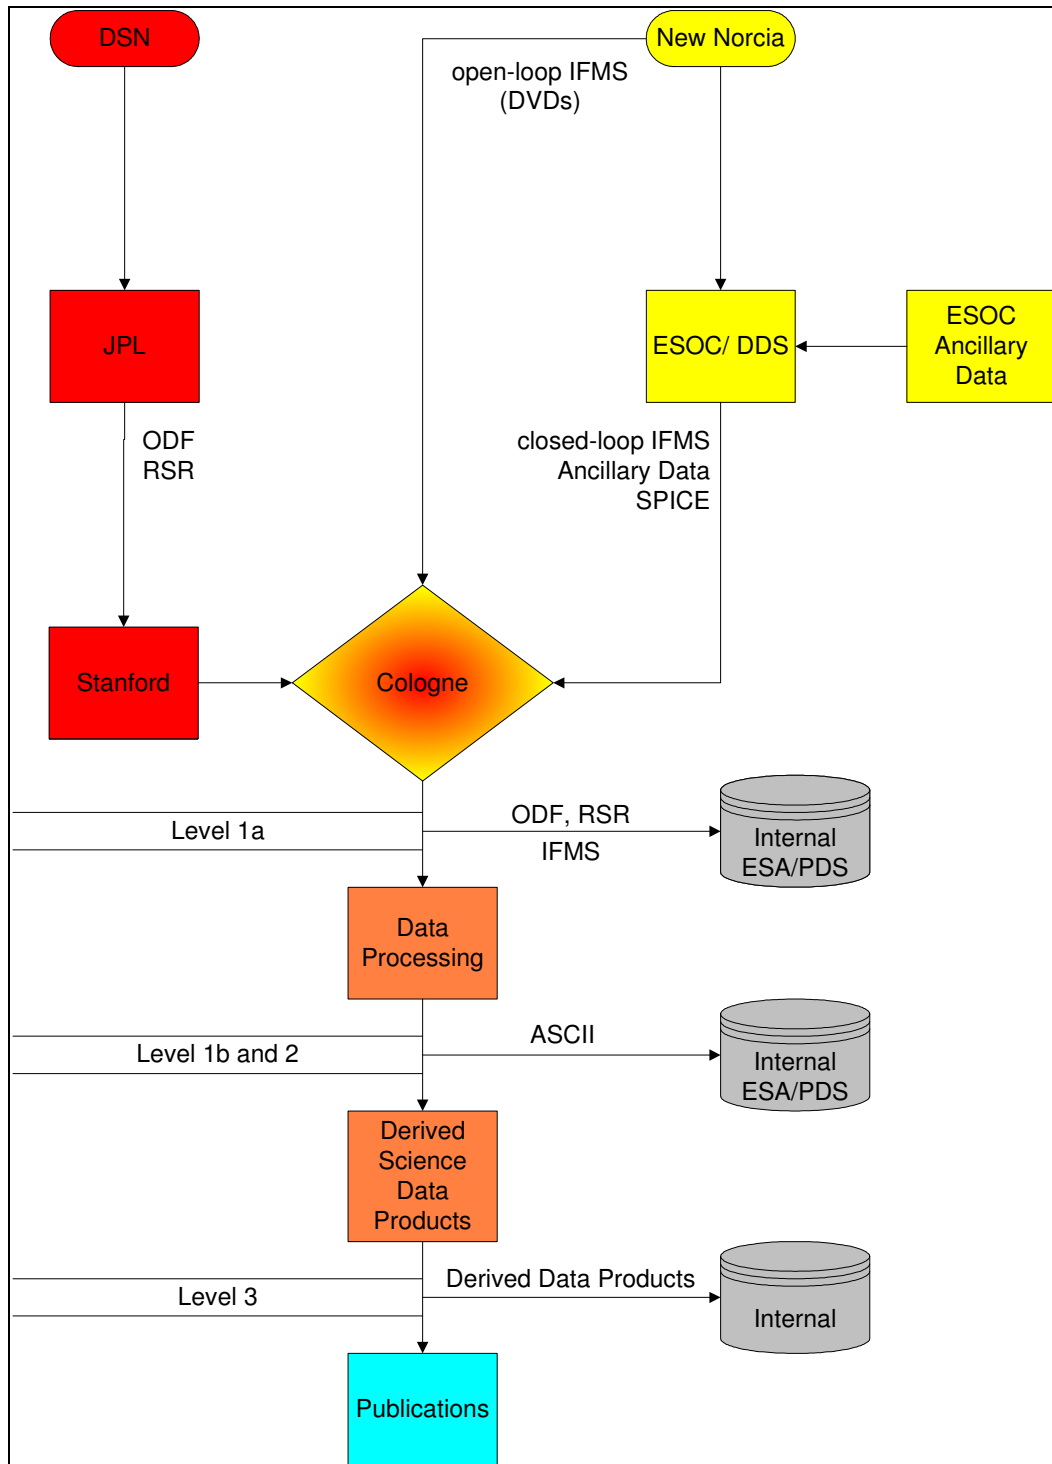 DSN
New Norcia
open-loop IFMS
(DVDs)
JPL
ESOC/ DDS
ESOC
Ancillary
Data
ODF
RSR
closed-loop IFMS
Ancillary Data
SPICE
Stanford
Cologne
Level 1a
ODF, RSR
IFMS
Internal
ESA/PDS
Data
Processing
Level 1b and 2
ASCII
Internal
ESA/PDS
Derived
Science
Data
Products
Level 3
Derived Data Products
Internal
Publications